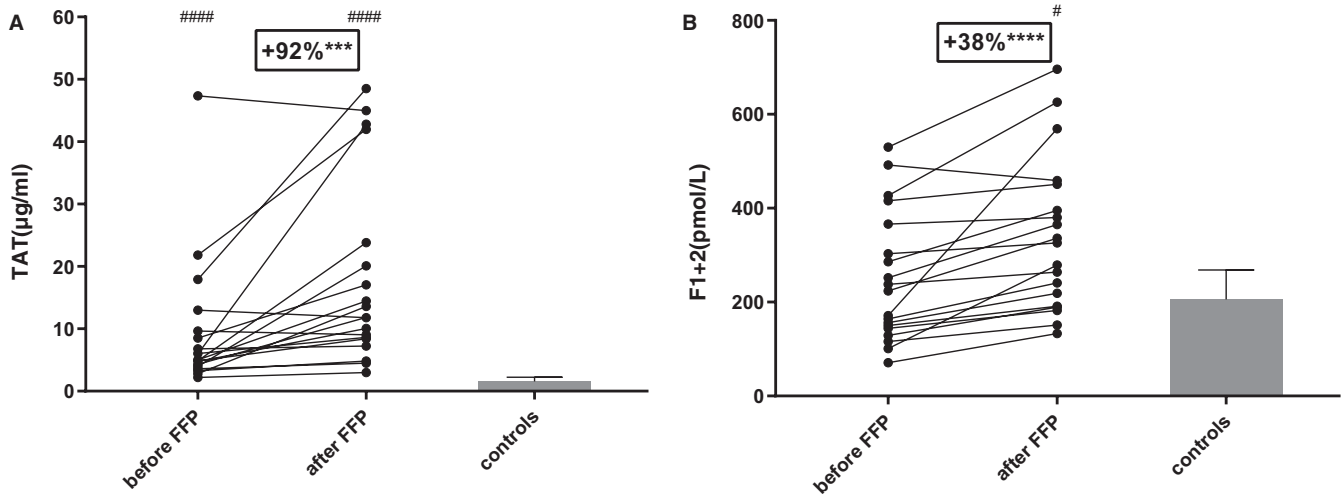 A
TAT(µg/ml)
60
50
40
30
20
10
0
####
####
+92%***
before FFP
after FFP
controls
B
F1+2(pmol/L)
800
600
400
200
0
#
+38%****
before FFP
after FFP
controls